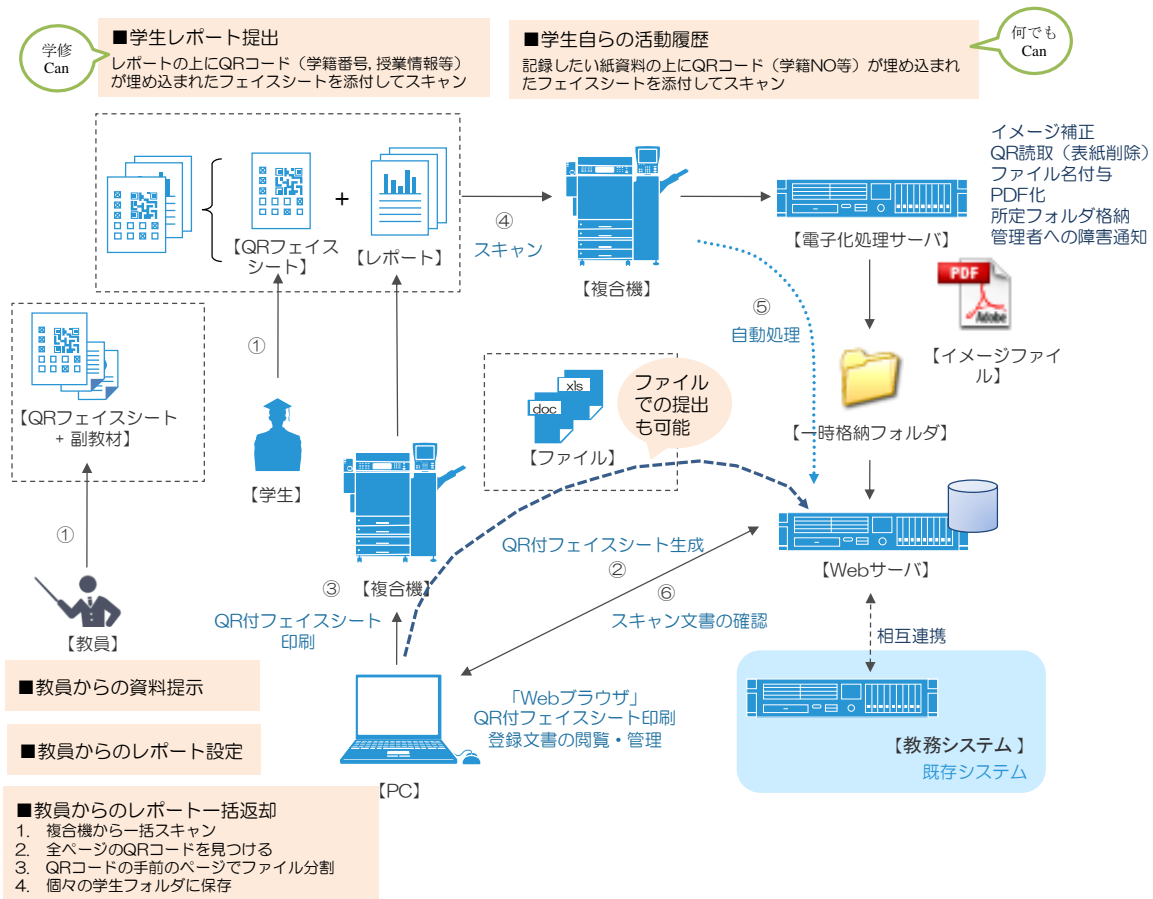 学修
Can
■学生レポート提出
レポートの上にQRコード（学籍番号,授業情報等）
が埋め込まれたフェイスシートを添付してスキャン
■学生自らの活動履歴
記録したい紙資料の上にQRコード（学籍NO等）が埋め込まれ
たフェイスシートを添付してスキャン
何でも
Can
イメージ補正
QR読取（表紙削除）
ファイル名付与
PDF化
所定フォルダ格納
管理者への障害通知
+
【QRフェイス
シート】
【レポート】
④
スキャン
【複合機】
【電子化処理サーバ】
PDF
Adobe
【イメージファイ
ル】
⑤
自動処理
①
【QRフェイスシート
+ 副教材】
xls
doc
【ファイル】
ファイル
での提出
も可能
【一時格納フォルダ】
【学生】
①
QR付フェイスシート生成
②
【Webサーバ】
③
【複合機】
⑥
スキャン文書の確認
QR付フェイスシート
印刷
【教員】
相互連携
■教員からの資料提示
「Webブラウザ」
QR付フェイスシート印刷
登録文書の閲覧・管理
【教務システム】
既存システム
■教員からのレポート設定
【PC】
■教員からのレポート一括返却
1. 複合機から一括スキャン
2. 全ページのQRコードを見つける
3. QRコードの手前のページでファイル分割
4. 個々の学生フォルダに保存